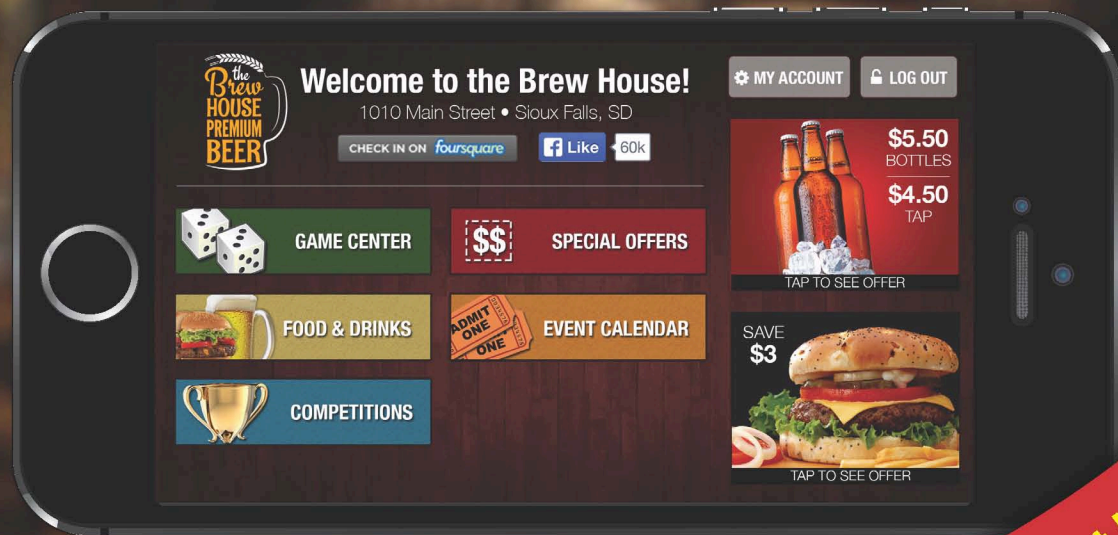 the
Brew
HOUSE
PREMIUM
BEER
Welcome to the Brew House!
1010 Main Street • Sioux Falls, SD
CHECK IN ON foursquare
Like
60k
MY ACCOUNT
LOG OUT
$5.50
BOTTLES
$4.50
TAP
TAP TO SEE OFFER
GAME CENTER
$$
SPECIAL OFFERS
FOOD & DRINKS
ADMIT
ONE
ONE
EVENT CALENDAR
COMPETITIONS
SAVE
$3
TAP TO SEE OFFER